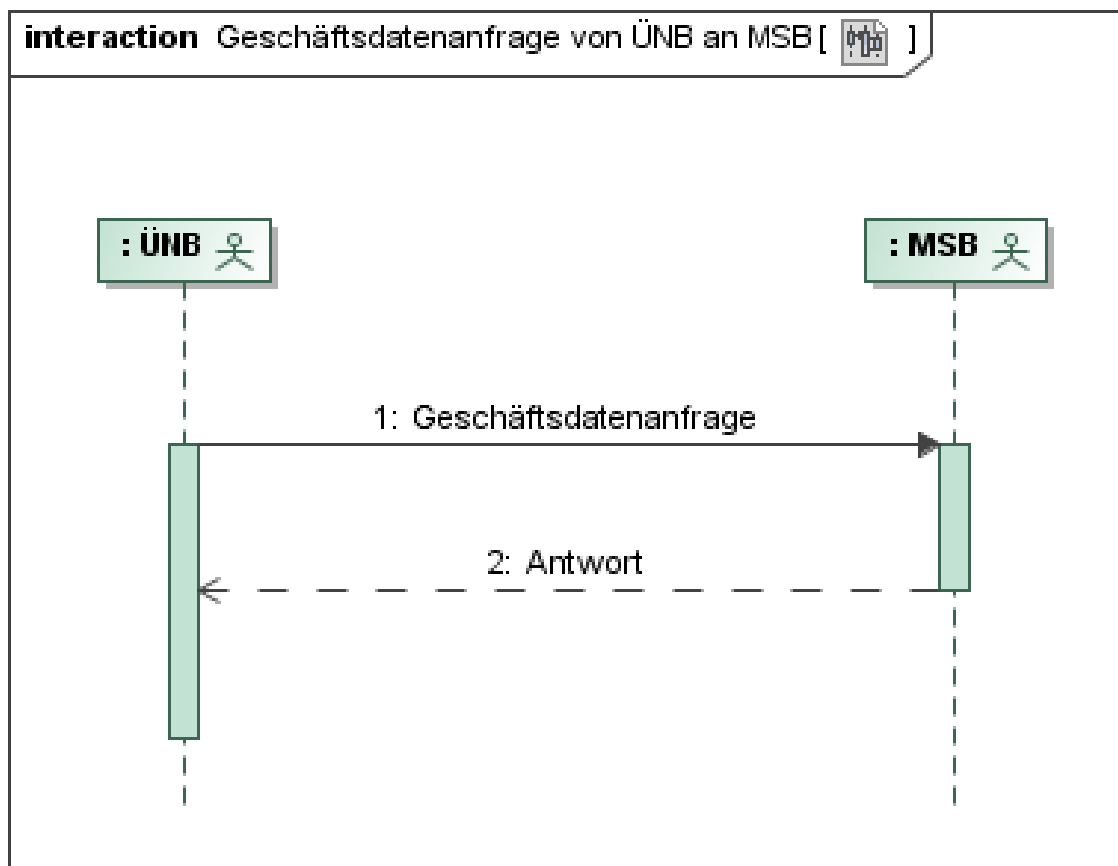 interaction Geschäftsdatenanfrage von ÜNB an MSB [ ]
: ÜNB
: MSB
1: Geschäftsdatenanfrage
2: Antwort